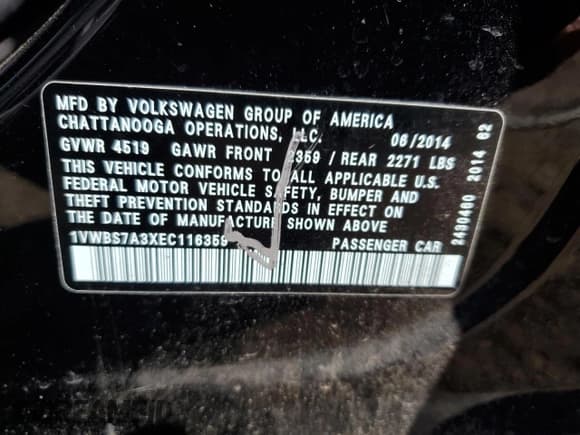 MFD BY VOLKSWAGEN GROUP OF AMERICA
CHATTANOOGA OPERATIONS, LLC. 06/2014
GVWR 4519 GAWR FRONT 2359 / REAR 2271 LBS
THIS VEHICLE CONFORMS TO ALL APPLICABLE U.S.
FEDERAL MOTOR VEHICLE SAFETY, BUMPER AND
THEFT PREVENTION STANDARDS IN EFFECT ON
THE DATE OF MANUFACTURE SHOWN ABOVE
1VWBS7A3XEC116359 PASSENGER CAR
2430480 2014 02